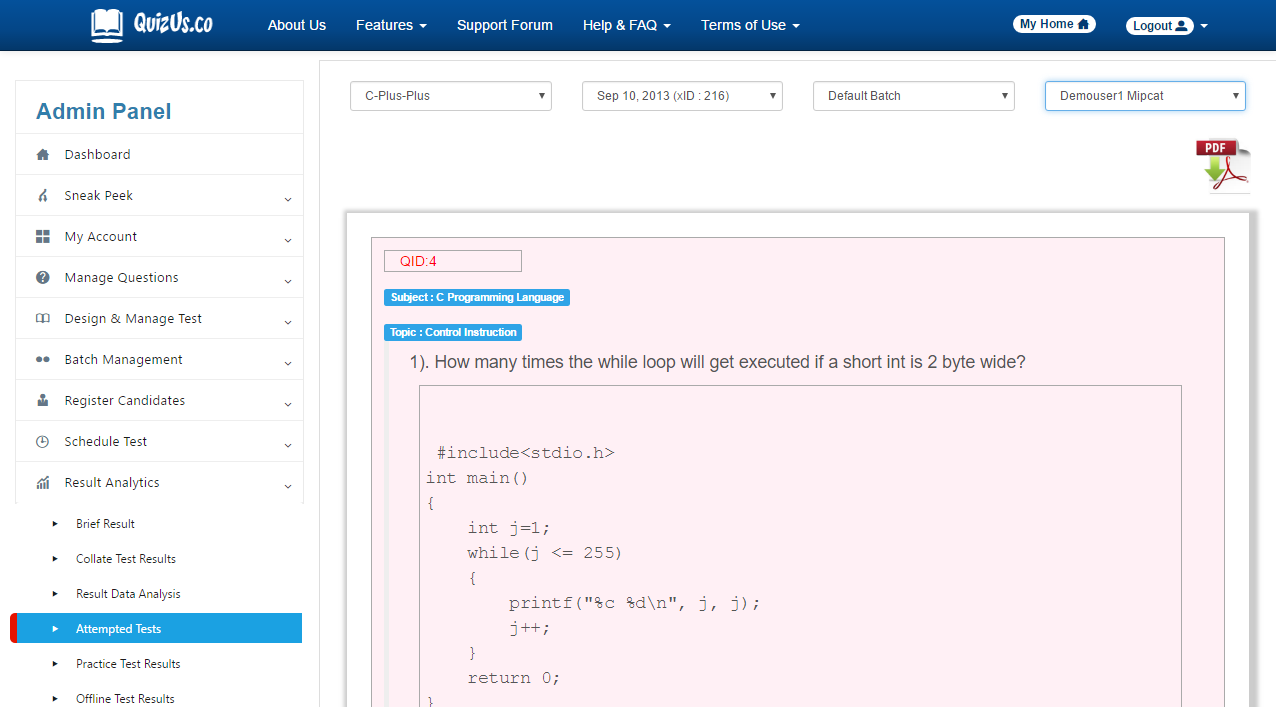 QuizUs.co
About Us Features Support Forum Help & FAQ Terms of Use My Home Logout
Admin Panel
Dashboard
Sneak Peek
My Account
Manage Questions
Design & Manage Test
Batch Management
Register Candidates
Schedule Test
Result Analytics
Brief Result
Collate Test Results
Result Data Analysis
Attempted Tests
Practice Test Results
Offline Test Results
C-Plus-Plus Sep 10, 2013 (xID : 216) Default Batch Demouser1 Mipcat
PDF
QID:4
Subject : C Programming Language
Topic : Control Instruction
1). How many times the while loop will get executed if a short int is 2 byte wide?
#include<stdio.h>
int main()
{
int j=1;
while(j <= 255)
{
printf("%c %d\n", j, j);
j++;
}
return 0;
}